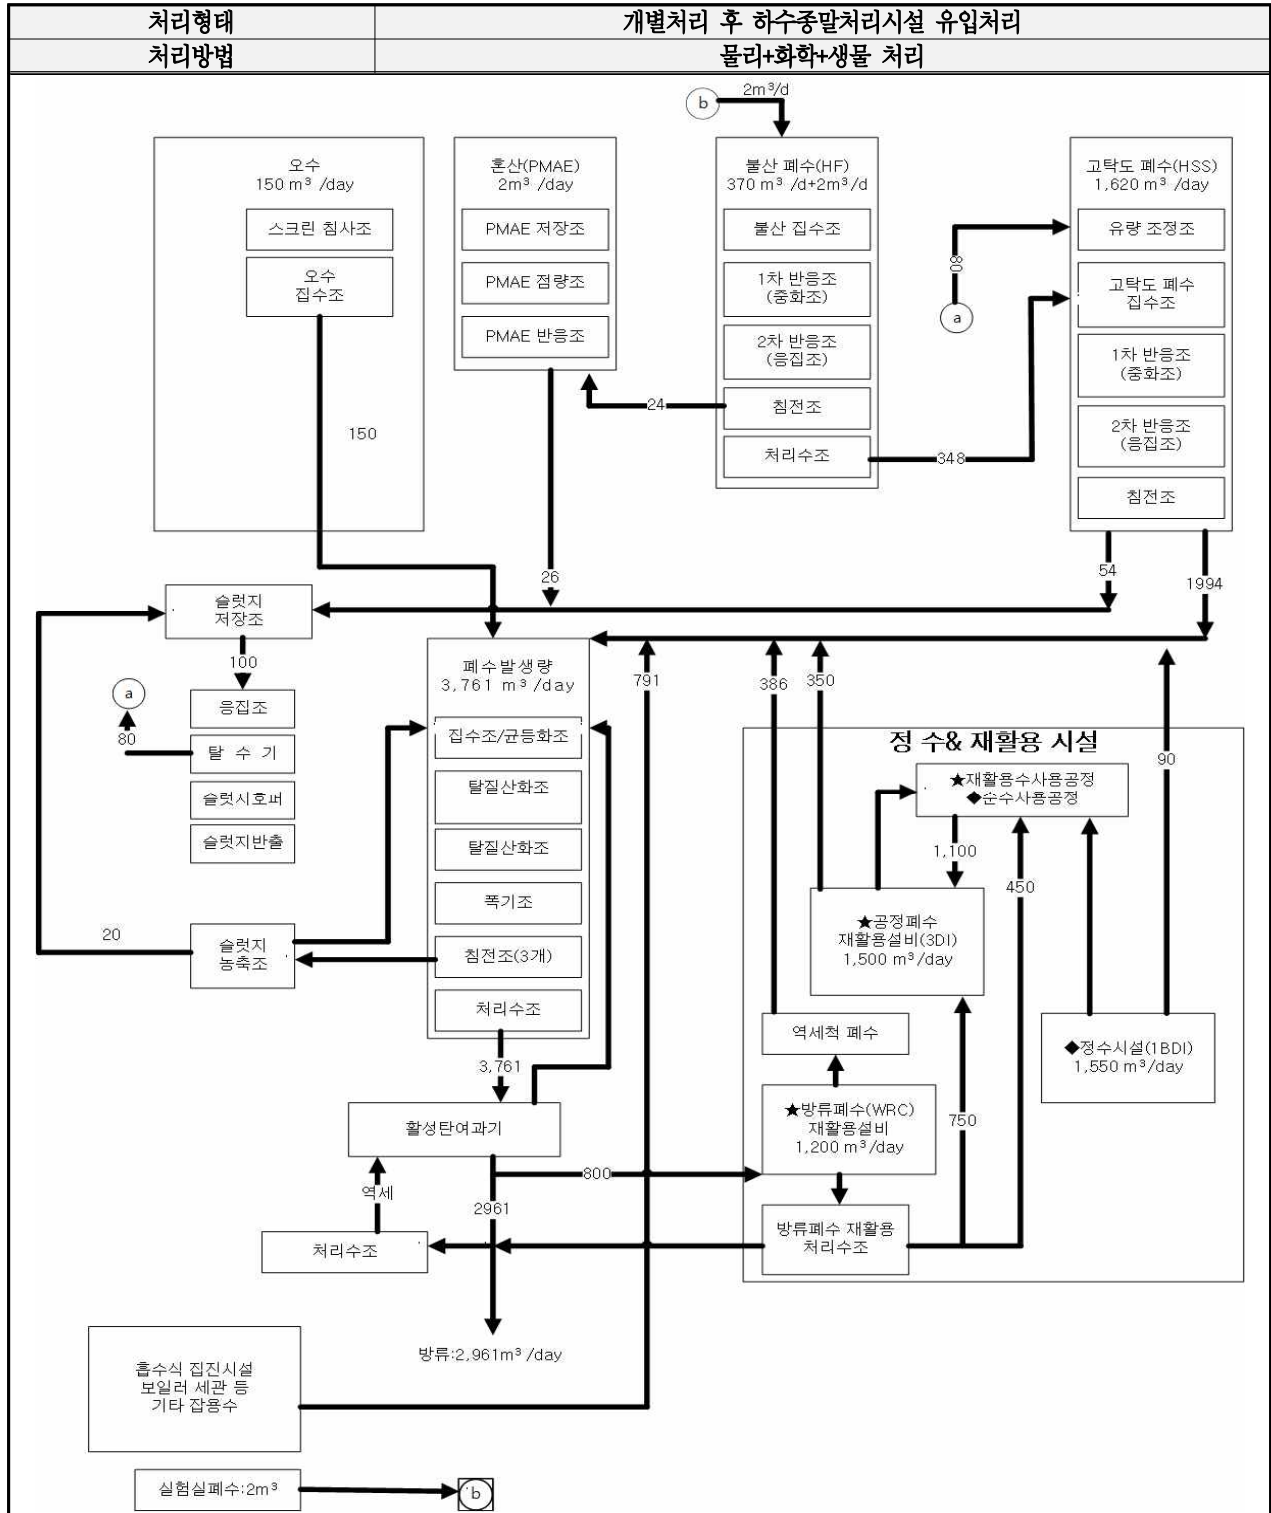 처리형태
개별처리 후 하수종말처리시설 유입처리
처리방법
물리+화학+생물 처리
b
2m³/d
오수
150 m³ /day
스크린 침사조
오수
집수조
150
혼산(PMAE)
2m³ /day
PMAE 저장조
PMAE 점량조
PMAE 반응조
26
불산 폐수(HF)
370 m³ /d+2m³/d
불산 집수조
1차 반응조
(중화조)
2차 반응조
(응집조)
침전조
처리수조
24
348
고탁도 폐수(HSS)
1,620 m³ /day
유량 조정조
고탁도 폐수
집수조
1차 반응조
(중화조)
2차 반응조
(응집조)
침전조
80
a
54
1994
슬럿지
저장조
100
응집조
탈 수 기
슬럿시호퍼
슬럿지반출
a
80
20
슬럿지
농축조
폐수발생량
3,761 m³ /day
집수조/균등화조
탈질산화조
탈질산화조
폭기조
침전조(3개)
처리수조
3,761
791
386
350
90
정 수& 재활용 시설
★재활용수사용공정
◆순수사용공정
1,100
450
★공정폐수
재활용설비(3DI)
1,500 m³/day
역세척 폐수
◆정수시설(1BDI)
1,550 m³/day
★방류폐수(WRC)
재활용설비
1,200 m³/day
750
방류폐수 재활용
처리수조
활성탄여과기
800
역세
2961
처리수조
방류:2,961m³ /day
흡수식 집진시설
보일러 세관 등
기타 잡용수
실험실폐수:2m³
b